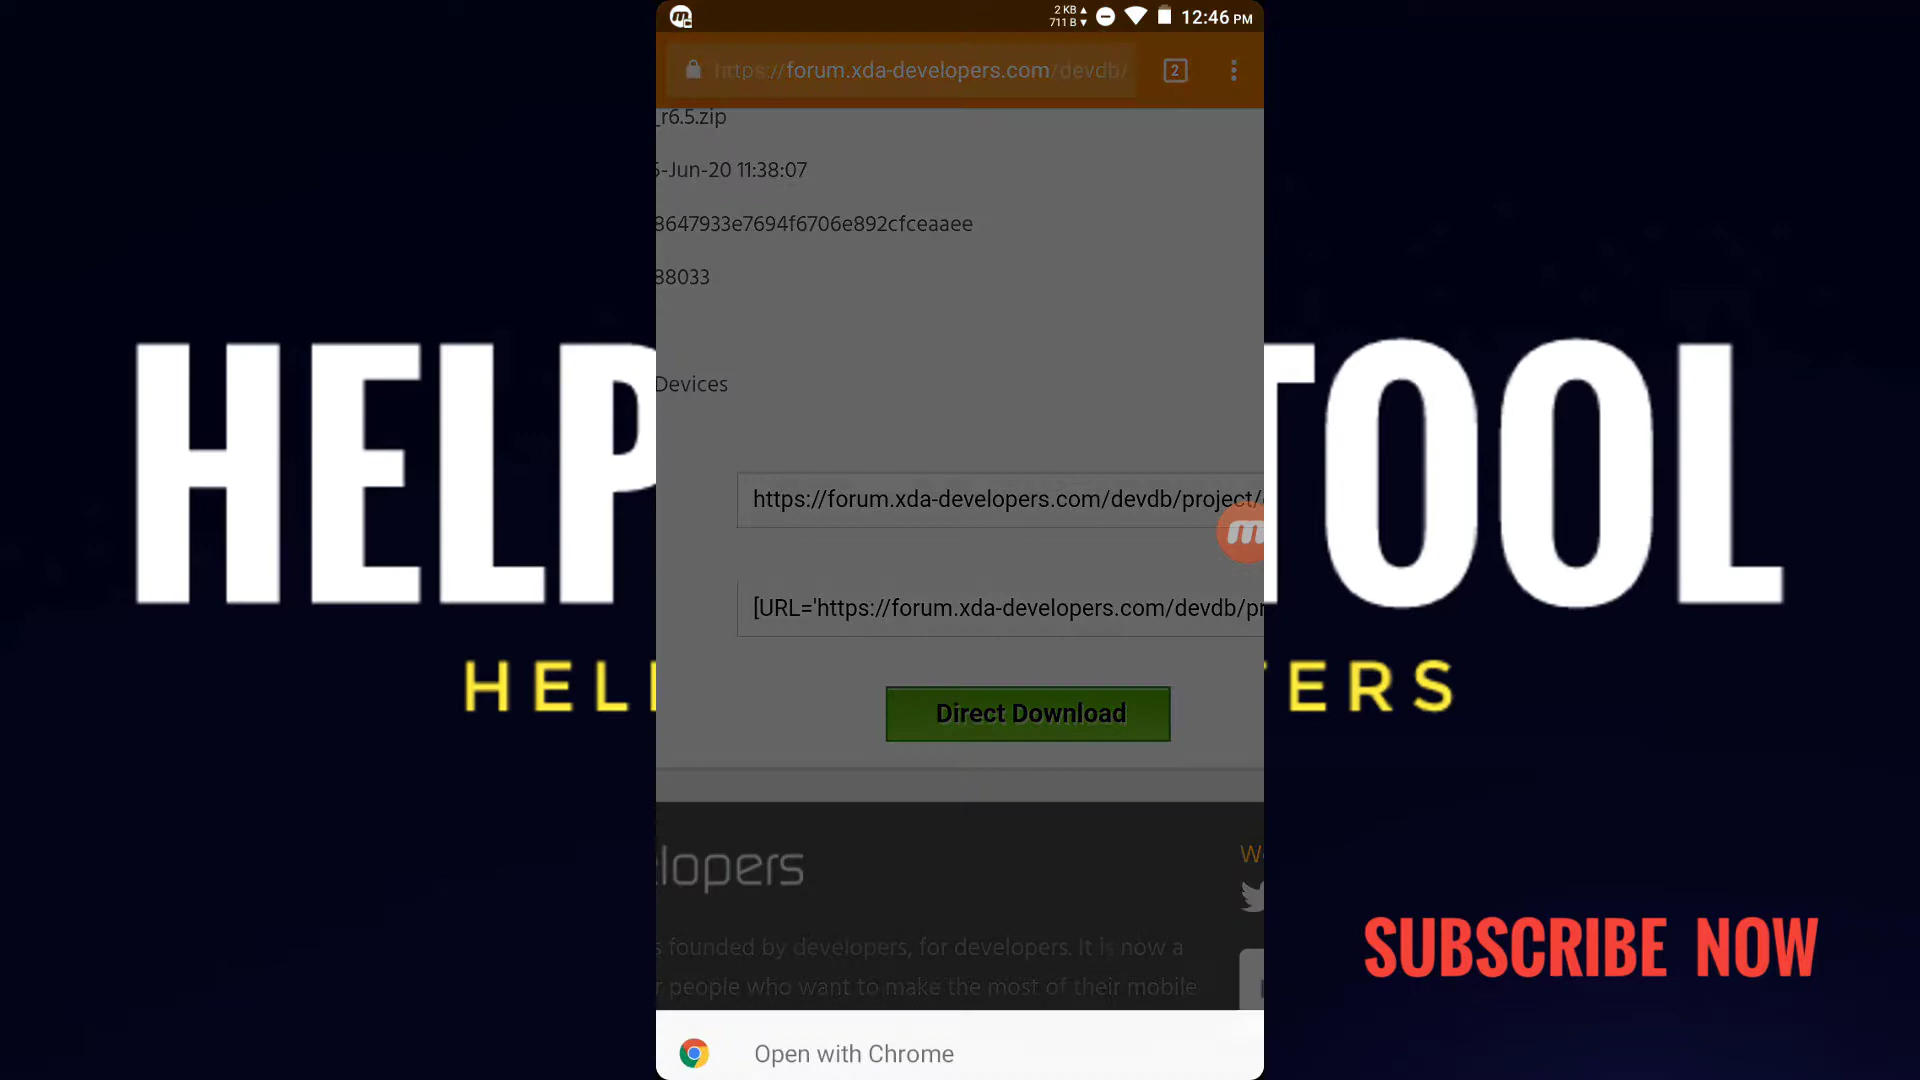 2 KB
711 B
12:46 PM
https://forum.xda-developers.com/devdb/
2
_r6.5.zip
-Jun-20 11:38:07
8647933e7694f6706e892cfceaaee
88033
Devices
HELP TOOL
https://forum.xda-developers.com/devdb/project/
[URL='https://forum.xda-developers.com/devdb/pr
HEL TERS
Direct Download
elopers
founded by developers, for developers. It is now a
people who want to make the most of their mobile
SUBSCRIBE NOW
Open with Chrome